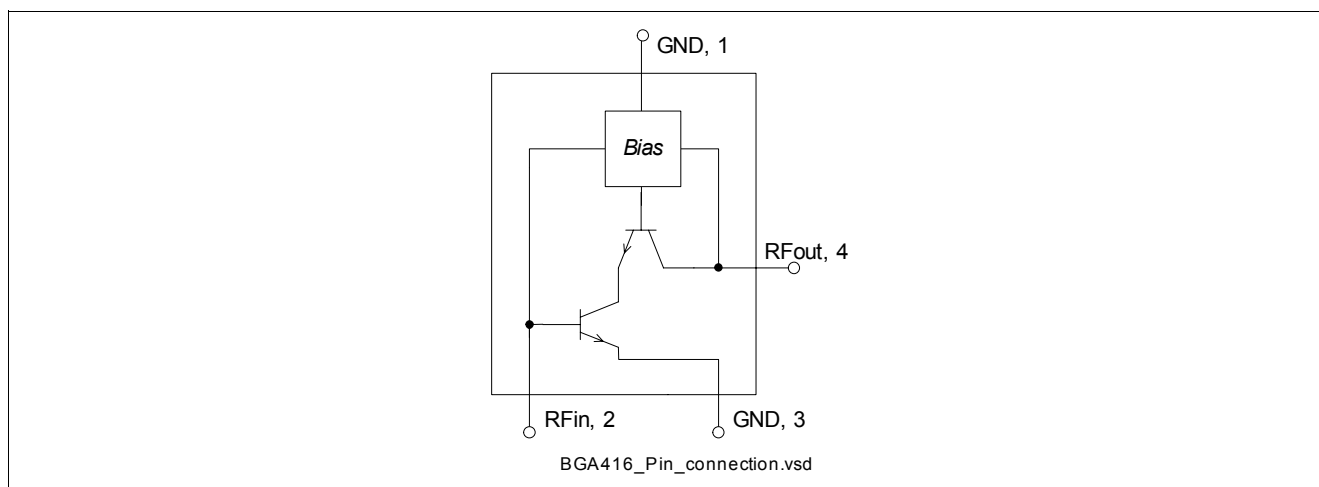 GND, 1
Bias
RFout, 4
RFin, 2
GND, 3
BGA416_Pin_connection.vsd